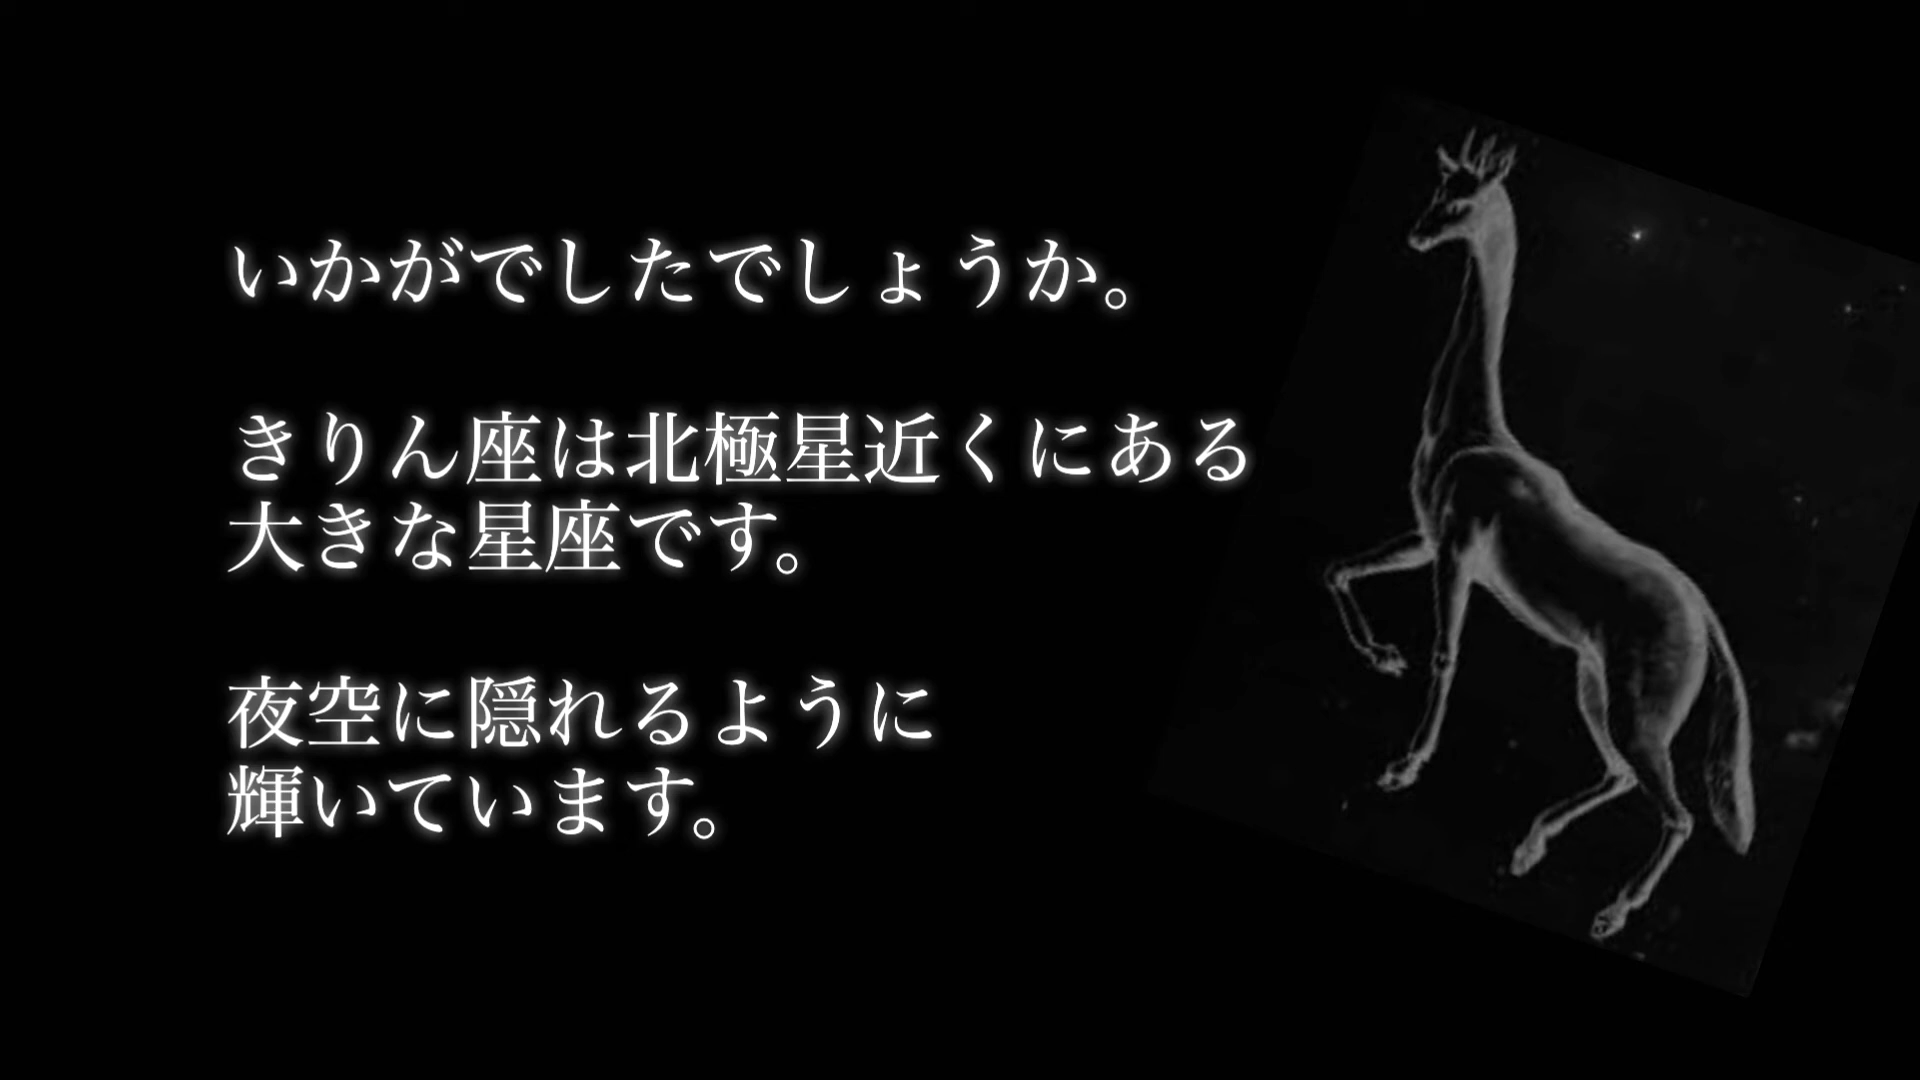 いかがでしたでしょうか。
きりん座は北極星近くにある
大きな星座です。
夜空に隠れるように
輝いています。